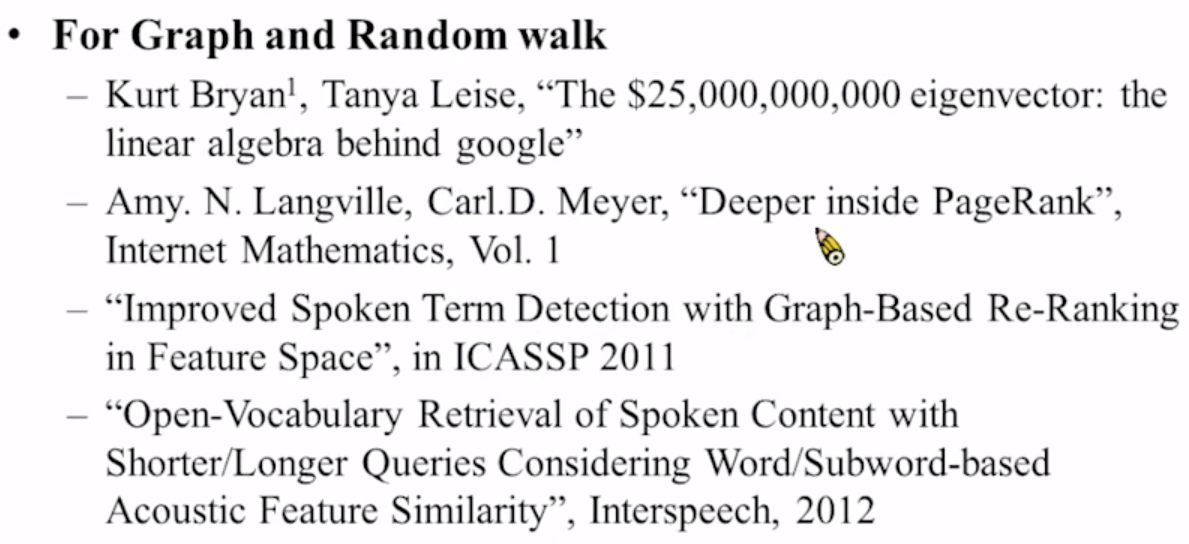 • For Graph and Random walk
– Kurt Bryan¹, Tanya Leise, “The $25,000,000,000 eigenvector: the
linear algebra behind google”
– Amy. N. Langville, Carl.D. Meyer, “Deeper inside PageRank”,
Internet Mathematics, Vol. 1
– “Improved Spoken Term Detection with Graph-Based Re-Ranking
in Feature Space”, in ICASSP 2011
– “Open-Vocabulary Retrieval of Spoken Content with
Shorter/Longer Queries Considering Word/Subword-based
Acoustic Feature Similarity”, Interspeech, 2012